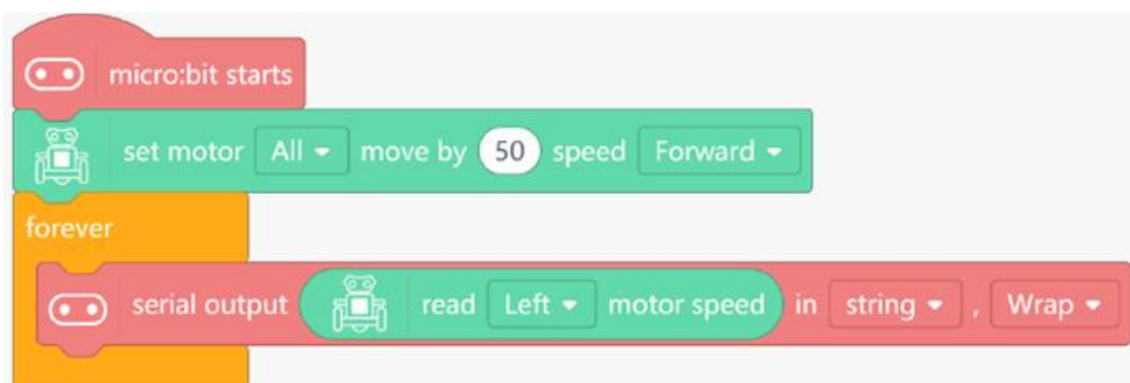 micro:bit starts
set motor All move by 50 speed Forward
forever
serial output read Left motor speed in string , Wrap